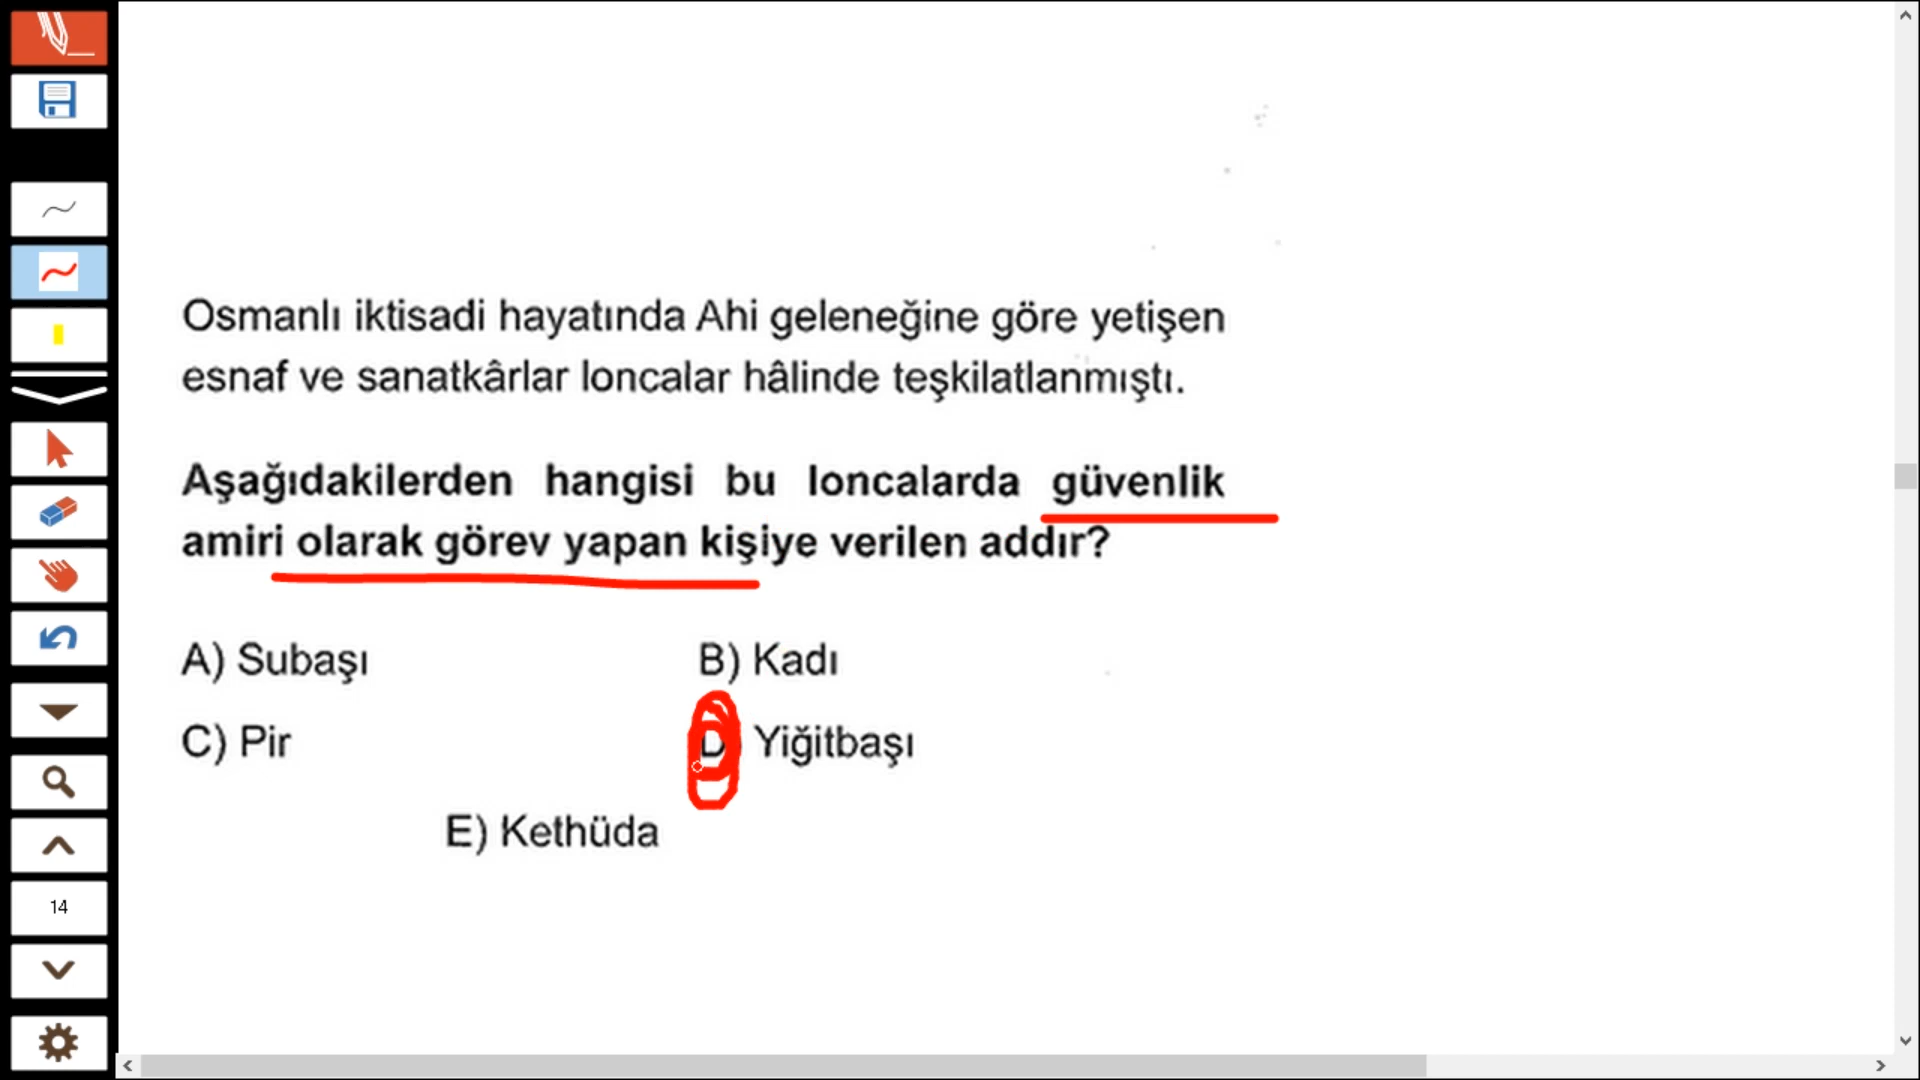 Osmanlı iktisadi hayatında Ahi geleneğine göre yetişen
esnaf ve sanatkârlar loncalar hâlinde teşkilatlanmıştı.
Aşağıdakilerden hangisi bu loncalarda güvenlik
amiri olarak görev yapan kişiye verilen addır?
A) Subaşı
B) Kadı
C) Pir
D) Yiğitbaşı
E) Kethüda
14